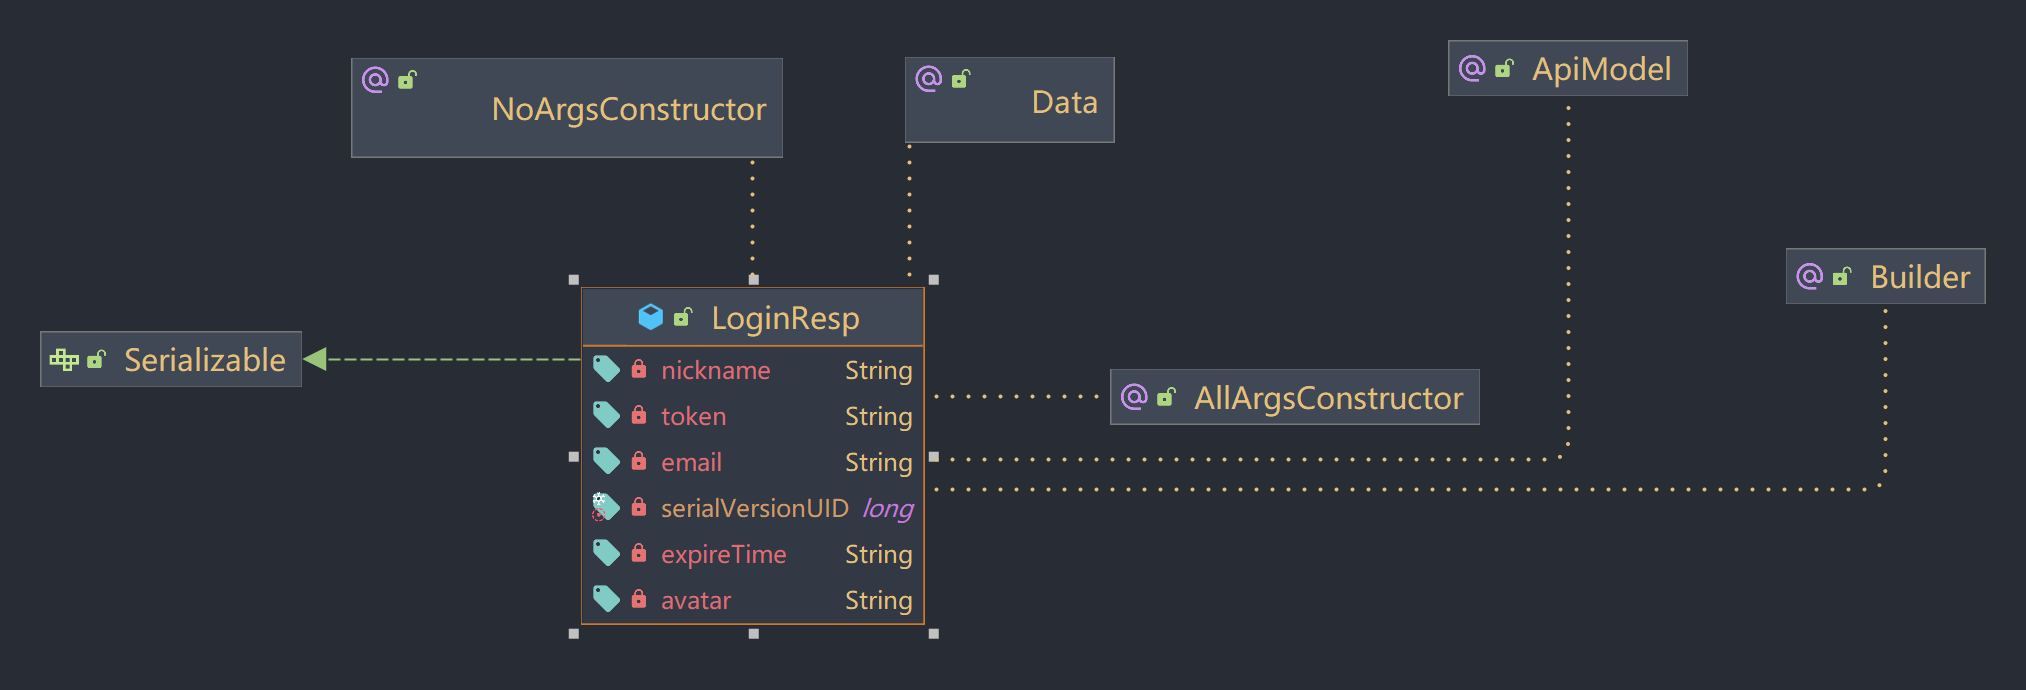 NoArgsConstructor
Data
ApiModel
Builder
Serializable
LoginResp
nickname String
token String
email String
serialVersionUID long
expireTime String
avatar String
AllArgsConstructor